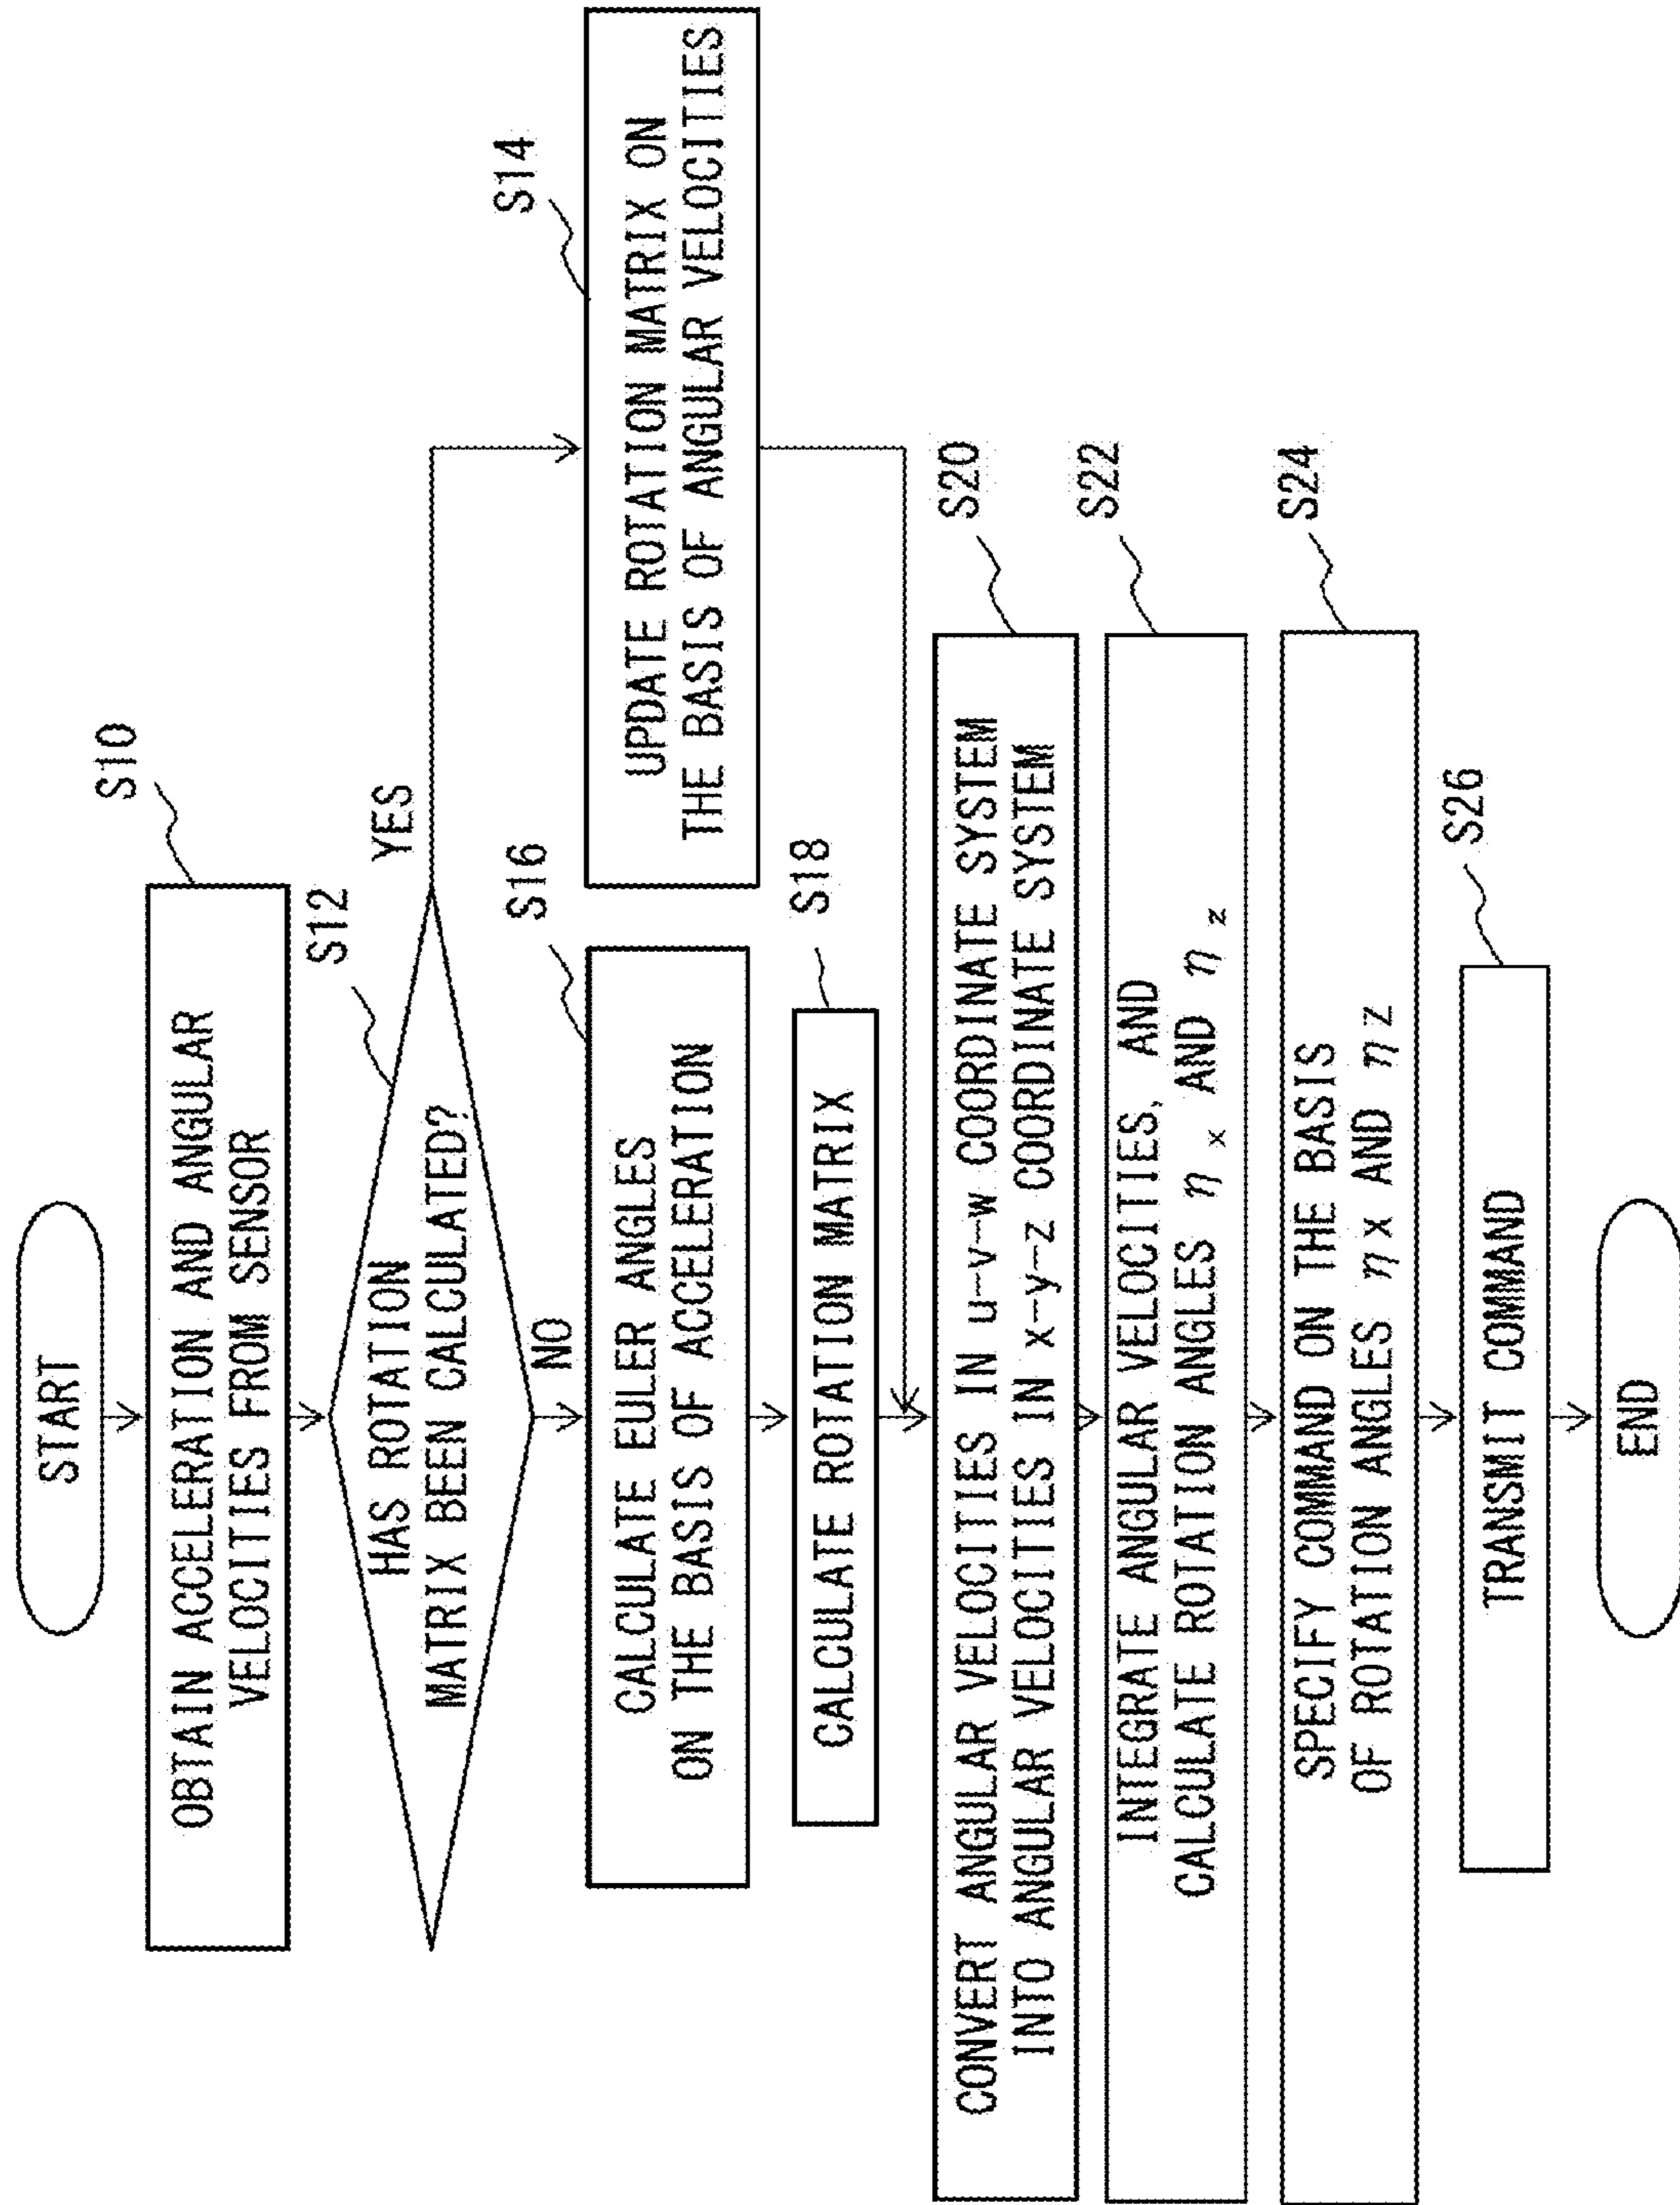 START
S10
OBTAIN ACCELERATION AND ANGULAR
VELOCITIES FROM SENSOR
S12
HAS ROTATION
MATRIX BEEN CALCULATED?
YES
NO
S14
UPDATE ROTATION MATRIX ON
THE BASIS OF ANGULAR VELOCITIES
S16
CALCULATE EULER ANGLES
ON THE BASIS OF ACCELERATION
S18
CALCULATE ROTATION MATRIX
S20
CONVERT ANGULAR VELOCITIES IN u-v-w COORDINATE SYSTEM
INTO ANGULAR VELOCITIES IN x-y-z COORDINATE SYSTEM
S22
INTEGRATE ANGULAR VELOCITIES, AND
CALCULATE ROTATION ANGLES η x AND η z
S24
SPECIFY COMMAND ON THE BASIS
OF ROTATION ANGLES η x AND η z
S26
TRANSMIT COMMAND
END